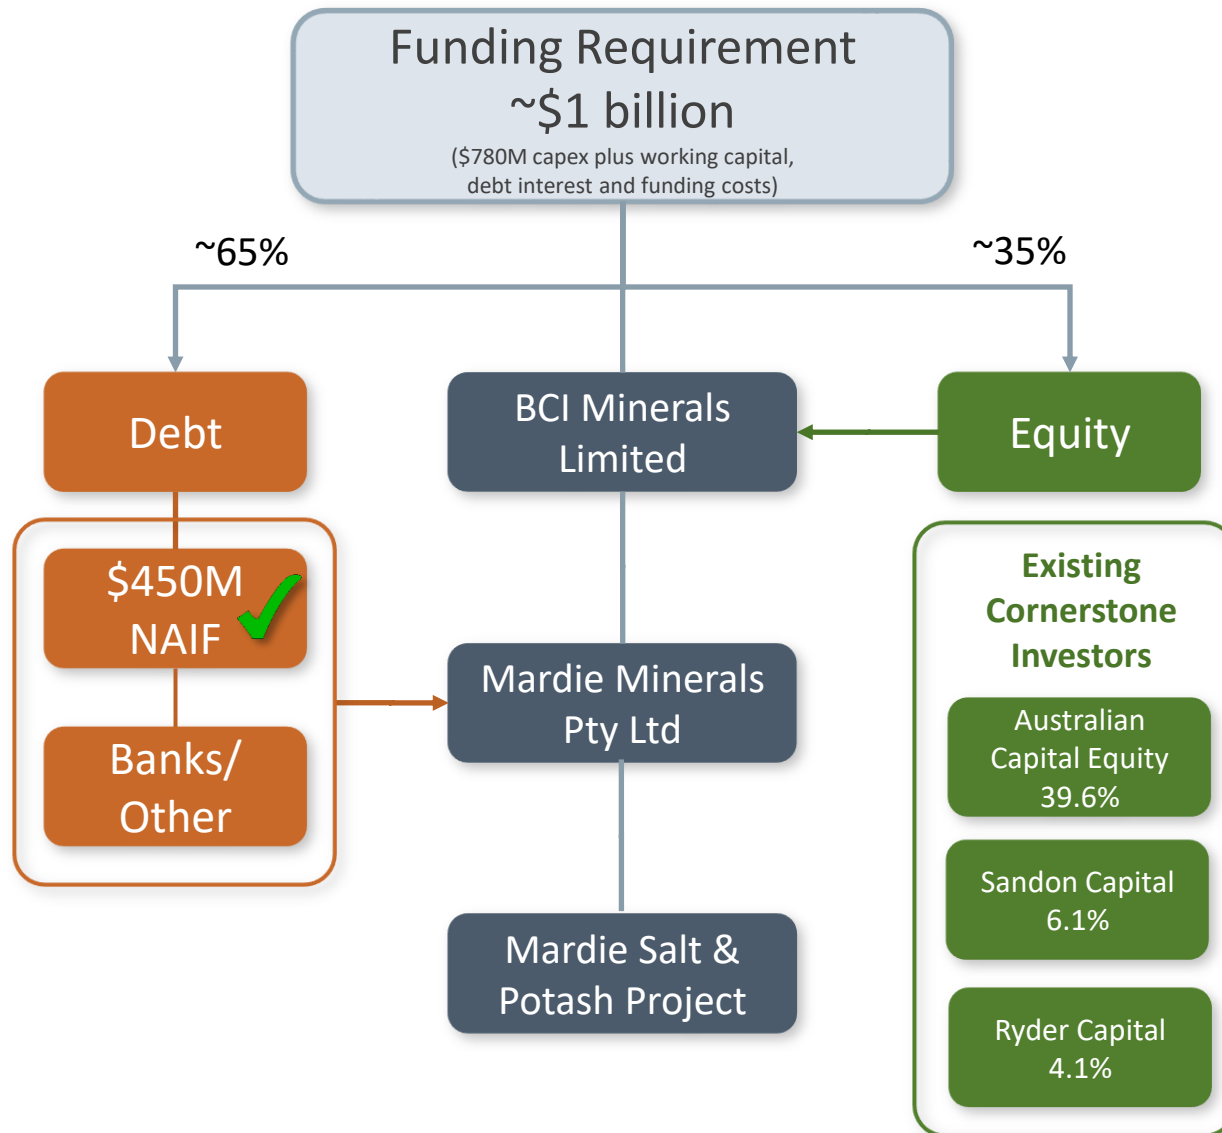 Funding Requirement
~$1 billion
($780M capex plus working capital,
debt interest and funding costs)
~65%
~35%
Debt
BCI Minerals
Limited
Equity
$450M
NAIF
Banks/
Other
Mardie Minerals
Pty Ltd
Mardie Salt &
Potash Project
Existing
Cornerstone
Investors
Australian
Capital Equity
39.6%
Sandon Capital
6.1%
Ryder Capital
4.1%